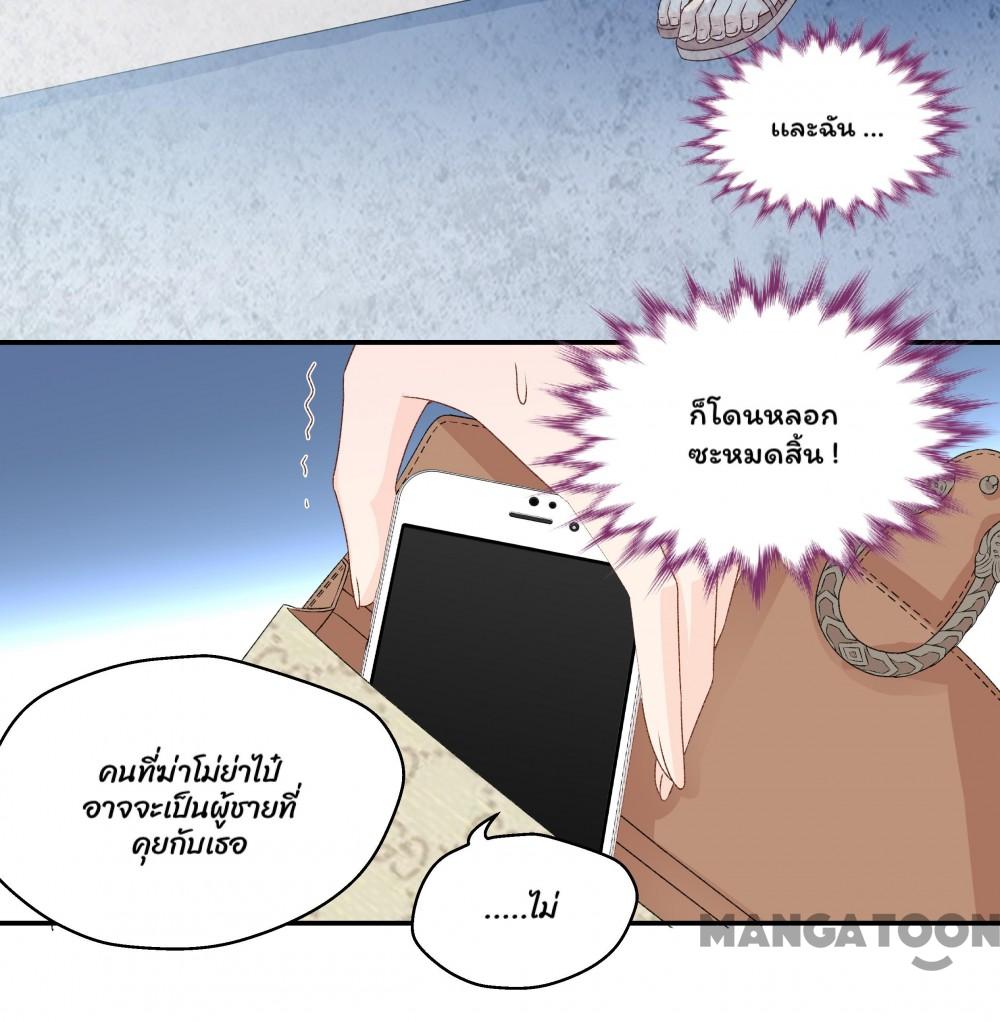 และฉัน ...
ก็โดนหลอก
ซะหมดสิ้น !
คนที่ฆ่าโม่ย่าไป๋
อาจจะเป็นผู้ชายที่
คุยกับเธอ
.....ไม่
MANGATOON